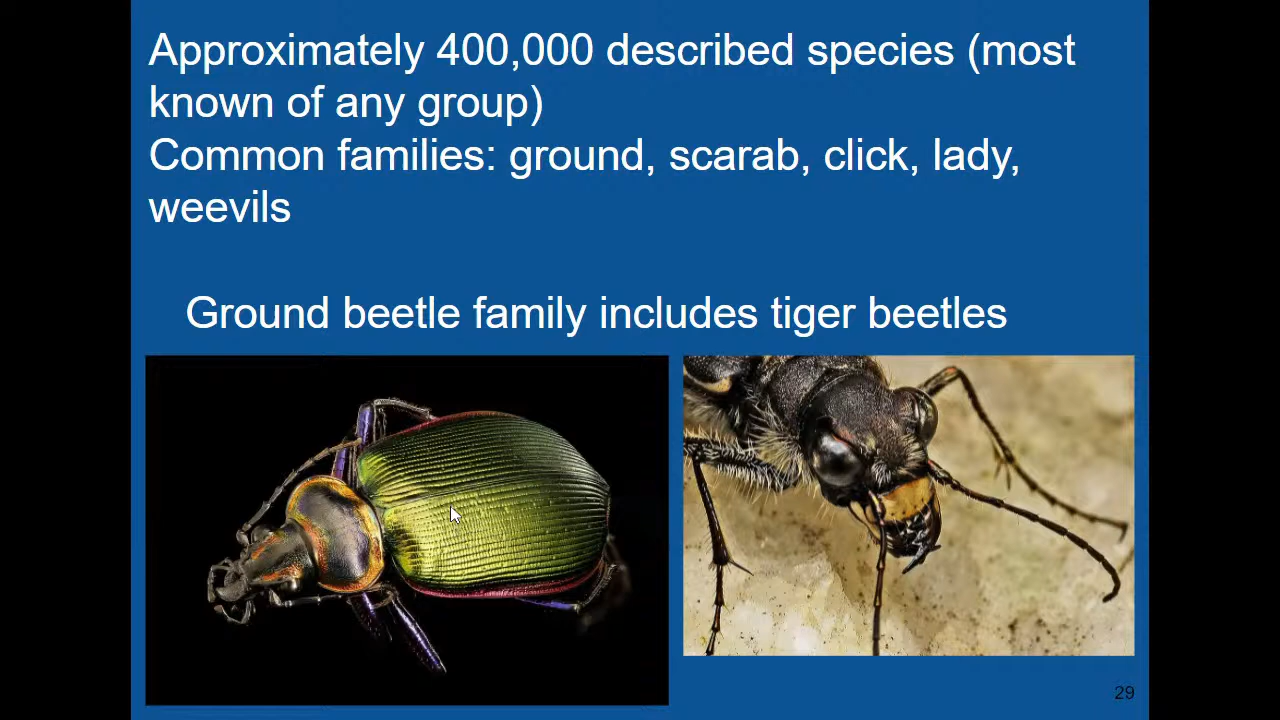 Approximately 400,000 described species (most
known of any group)
Common families: ground, scarab, click, lady,
weevils
Ground beetle family includes tiger beetles
29